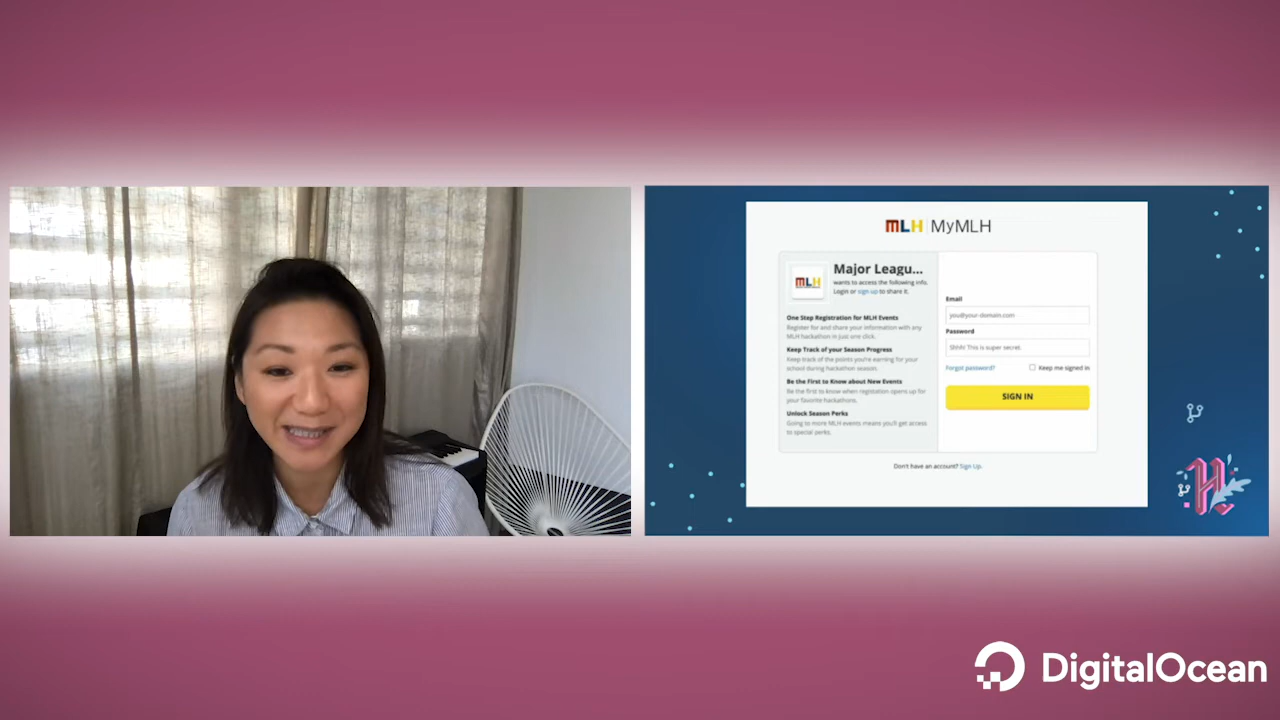 MLH | MyMLH
MLH
Major Leagu...
wants to access the following info.
Login or sign up to share it.
One Step Registration for MLH Events
Register for and share your information with any
MLH hackathon in just one click.
Keep Track of your Season Progress
Keep track of the points you're earning for your
school during hackathon season.
Be the First to Know about New Events
Be the first to know when registration opens up for
your favorite hackathons.
Unlock Season Perks
Going to more MLH events means you'll get access
to special perks.
Email
you@your-domain.com
Password
Shhh! This is super secret.
Forgot password?
Keep me signed in
SIGN IN
Don't have an account? Sign Up.
H
DigitalOcean